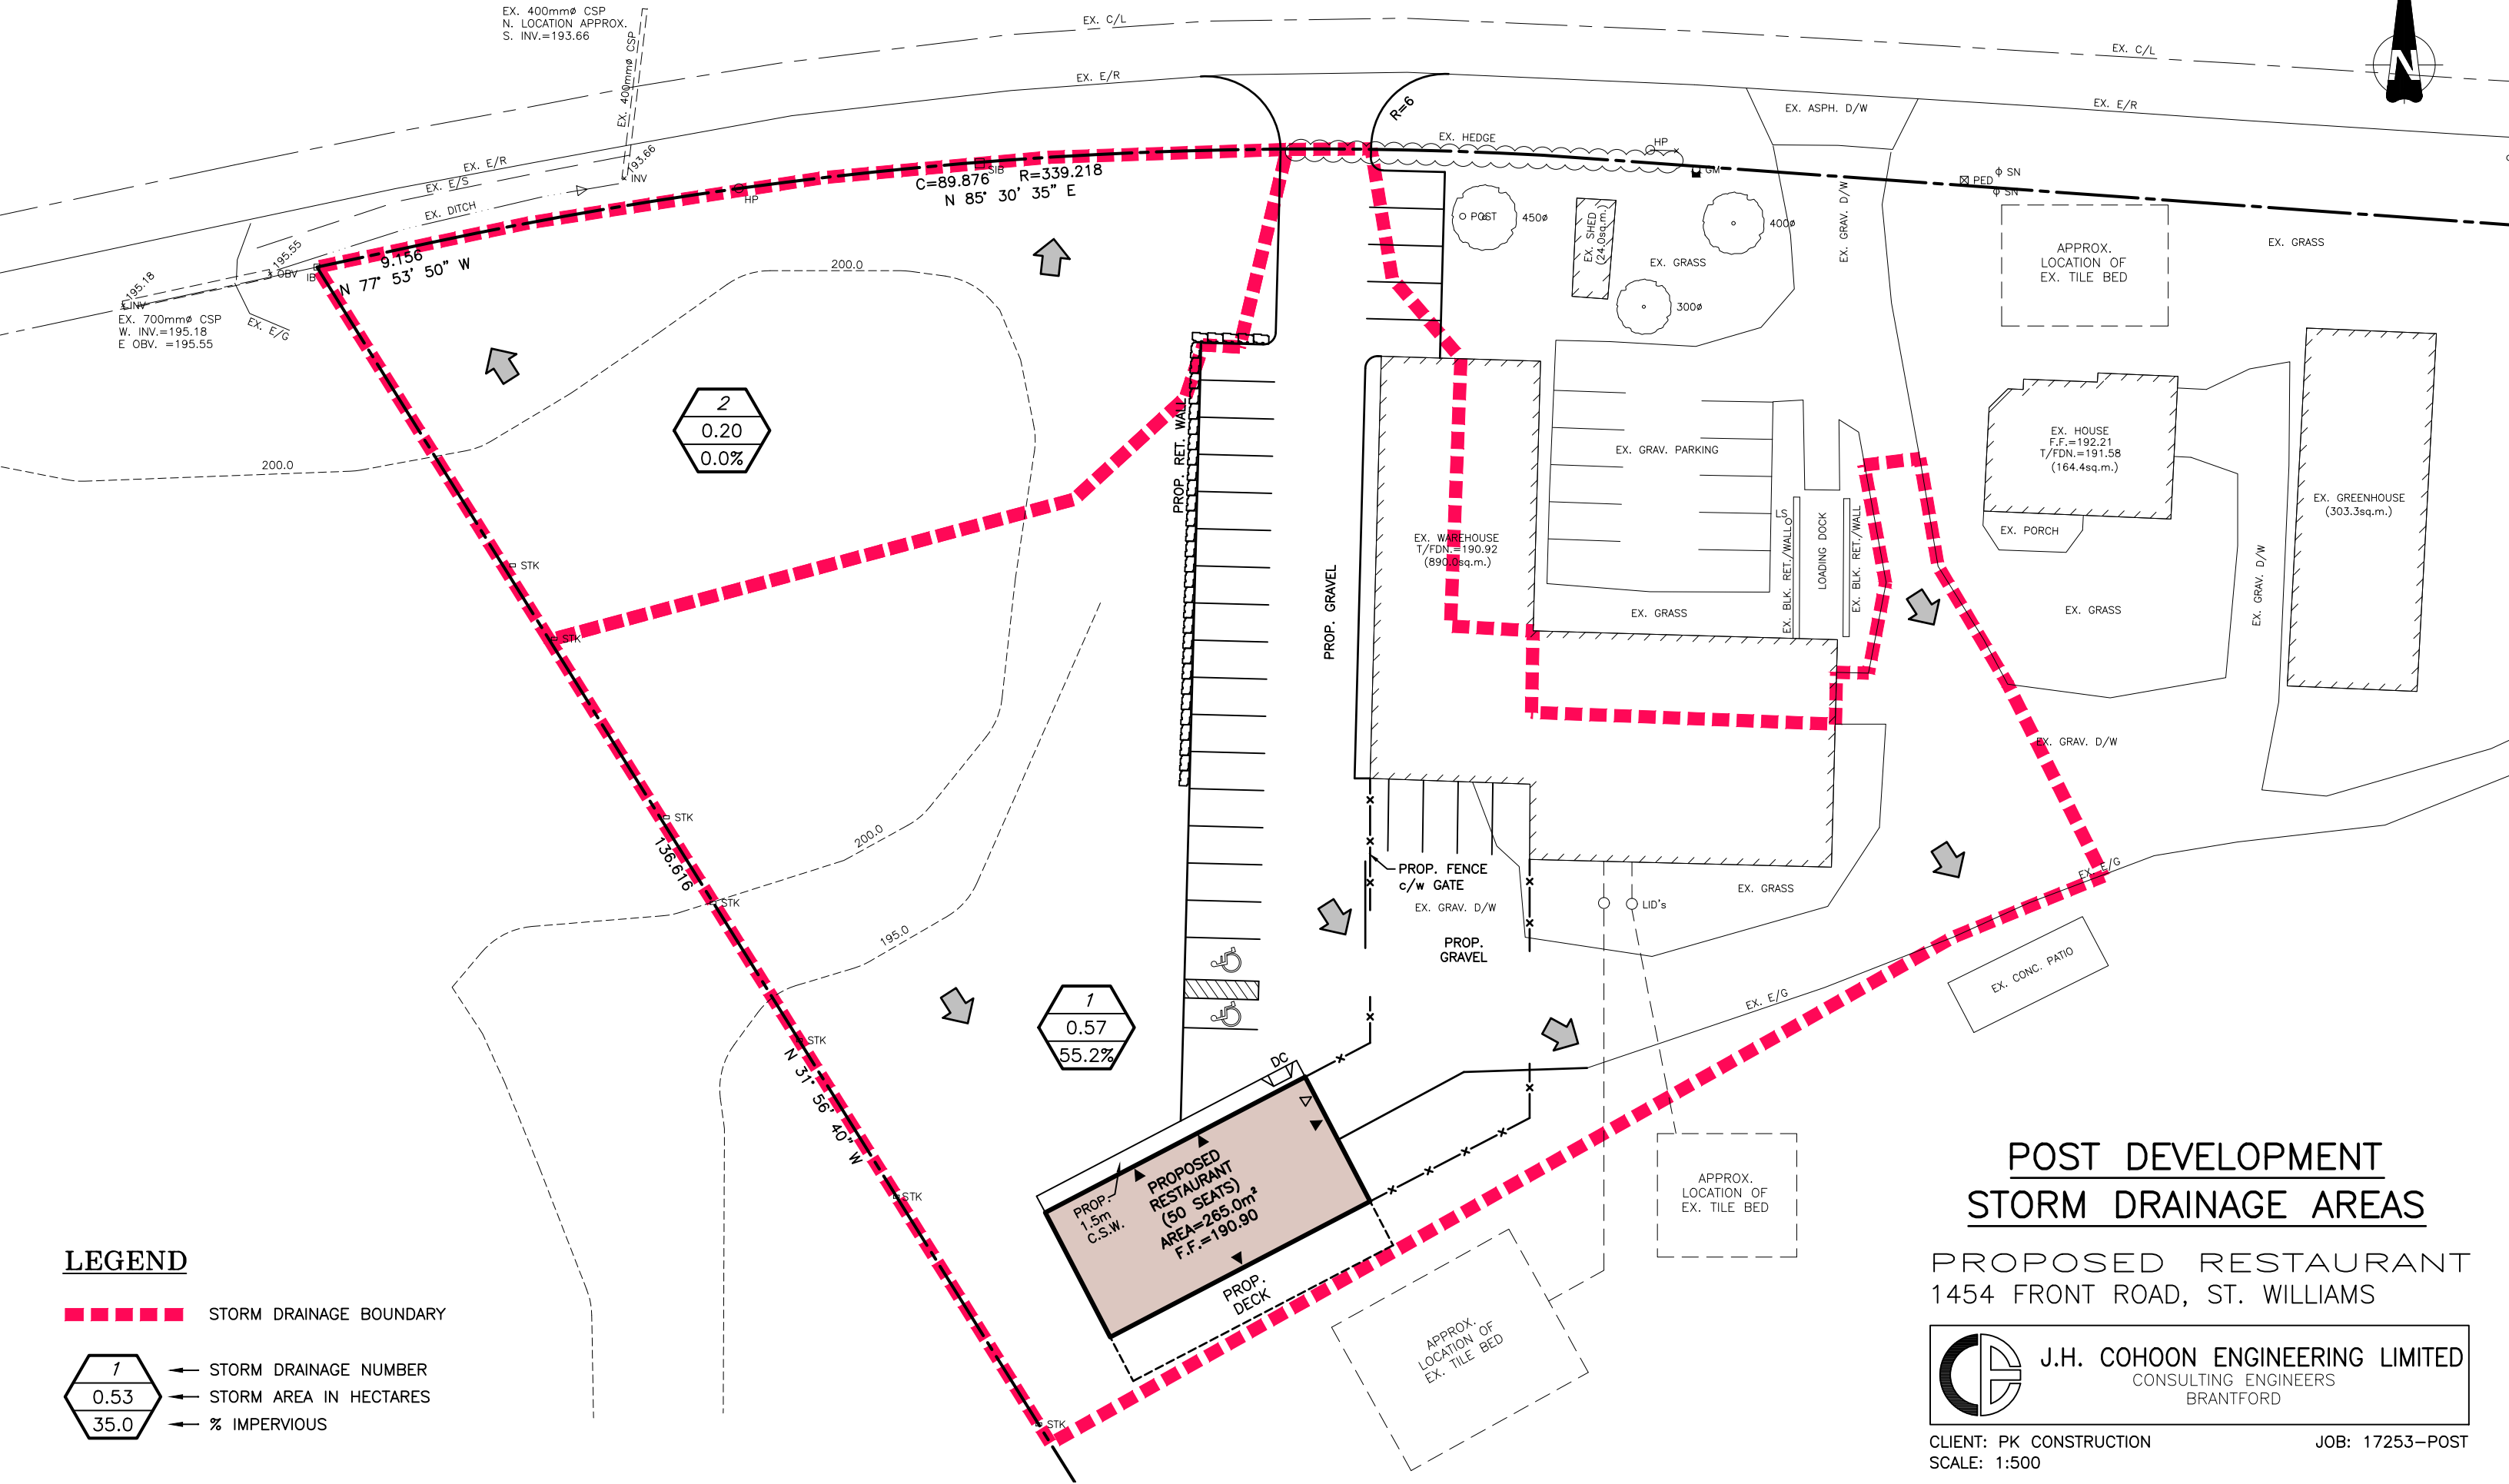 EX. 400mmø CSP
N. LOCATION APPROX.
S. INV.=193.66
EX. 400mmø CSP
193.66
INV
EX. C/L
EX. C/L
EX. E/R
EX. E/R
EX. E/R
EX. E/S
EX. DITCH
N
R=6
EX. HEDGE
HP
GM
EX. ASPH. D/W
EX. GRAV. D/W
PED
SN
SN
C=89.876
SIB
R=339.218
N 85° 30' 35" E
HP
9.156
N 77° 53' 50" W
195.55
OBV
IB
195.18
INV
EX. 700mmø CSP
W. INV.=195.18
E OBV. =195.55
EX. E/G
200.0
200.0
POST
450ø
EX. SHED
(24.0sq.m.)
400ø
EX. GRASS
300ø
APPROX.
LOCATION OF
EX. TILE BED
EX. GRASS
2
0.20
0.0%
PROP. RET. WALL
EX. GRAV. PARKING
EX. HOUSE
F.F.=192.21
T/FDN.=191.58
(164.4sq.m.)
EX. PORCH
EX. GREENHOUSE
(303.3sq.m.)
EX. WAREHOUSE
T/FDN.=190.92
(890.0sq.m.)
LS
EX. BLK. RET./WALL
LOADING DOCK
EX. BLK. RET./WALL
EX. GRASS
EX. GRASS
EX. GRAV. D/W
EX. GRAV. D/W
PROP. GRAVEL
STK
STK
STK
136.616
STK
200.0
195.0
PROP. FENCE
c/w GATE
EX. GRAV. D/W
PROP.
GRAVEL
LID's
EX. GRASS
EX. E/G
EX. E/G
EX. CONC. PATIO
STK
N 31° 56' 40" W
1
0.57
55.2%
DC
PROP.
1.5m
C.S.W.
PROPOSED
RESTAURANT
(50 SEATS)
AREA=265.0m²
F.F.=190.90
PROP.
DECK
STK
STK
APPROX.
LOCATION OF
EX. TILE BED
APPROX.
LOCATION OF
EX. TILE BED
LEGEND
STORM DRAINAGE BOUNDARY
1
0.53
35.0
STORM DRAINAGE NUMBER
STORM AREA IN HECTARES
% IMPERVIOUS
POST DEVELOPMENT
STORM DRAINAGE AREAS
PROPOSED RESTAURANT
1454 FRONT ROAD, ST. WILLIAMS
J.H. COHOON ENGINEERING LIMITED
CONSULTING ENGINEERS
BRANTFORD
CLIENT: PK CONSTRUCTION
JOB: 17253-POST
SCALE: 1:500